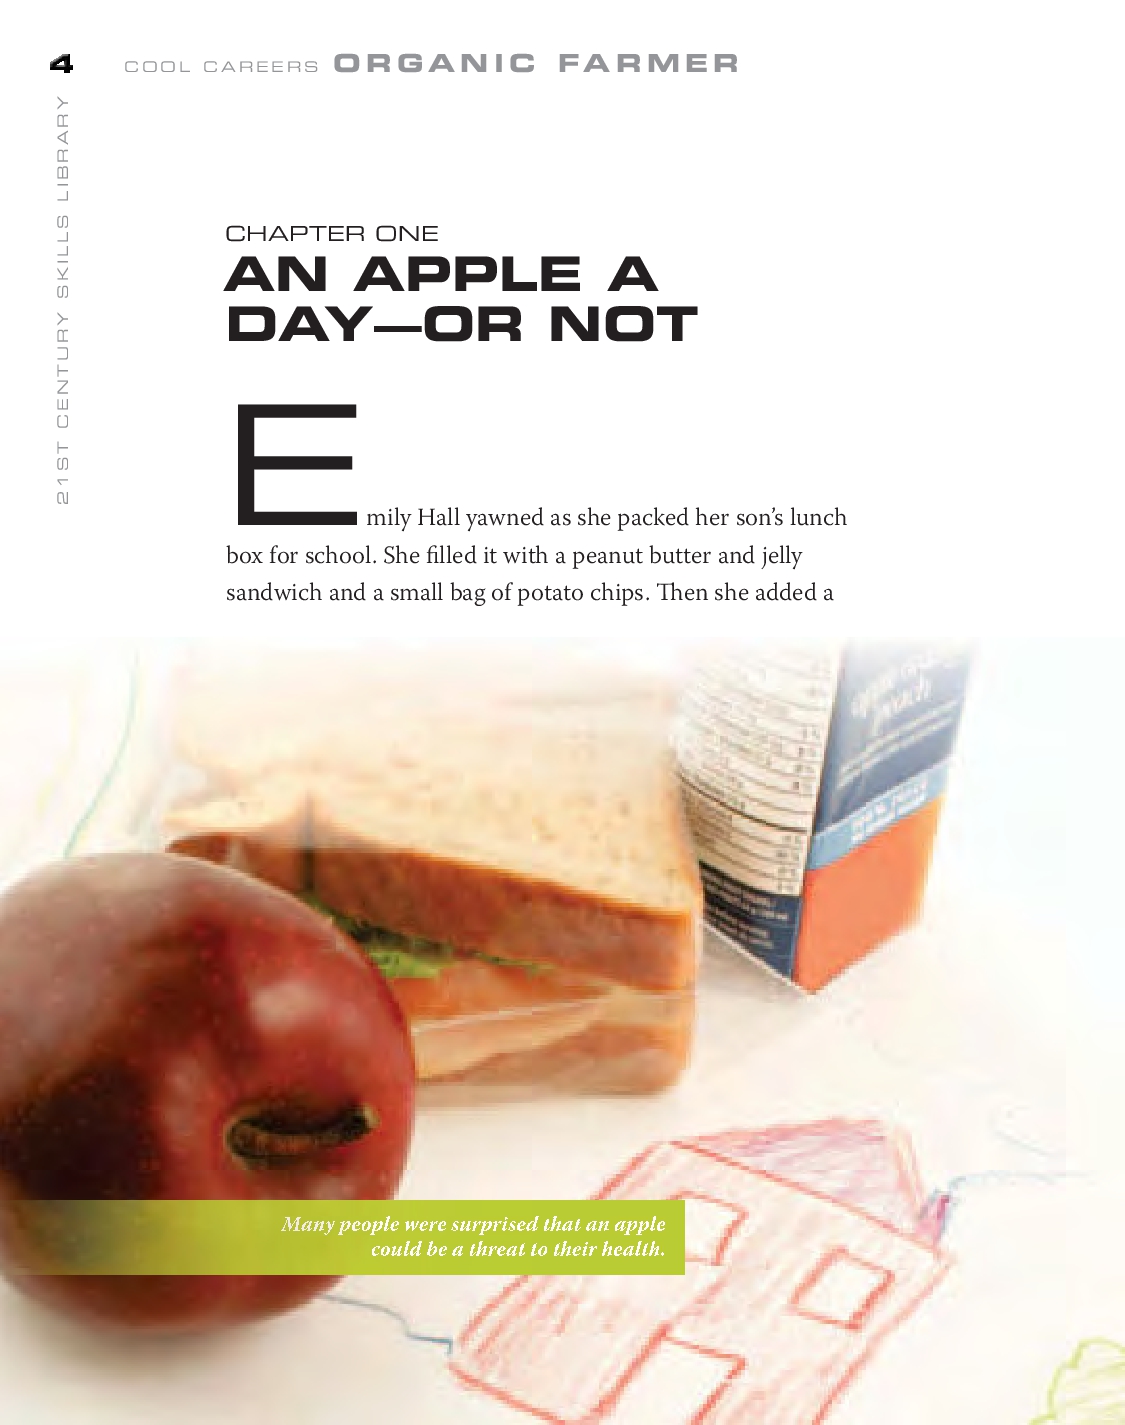 4
COOL CAREERS ORGANIC FARMER
21ST CENTURY SKILLS LIBRARY
CHAPTER ONE
AN APPLE A
DAY—OR NOT
Emily Hall yawned as she packed her son’s lunch
box for school. She filled it with a peanut butter and jelly
sandwich and a small bag of potato chips. Then she added a
Many people were surprised that an apple
could be a threat to their health.